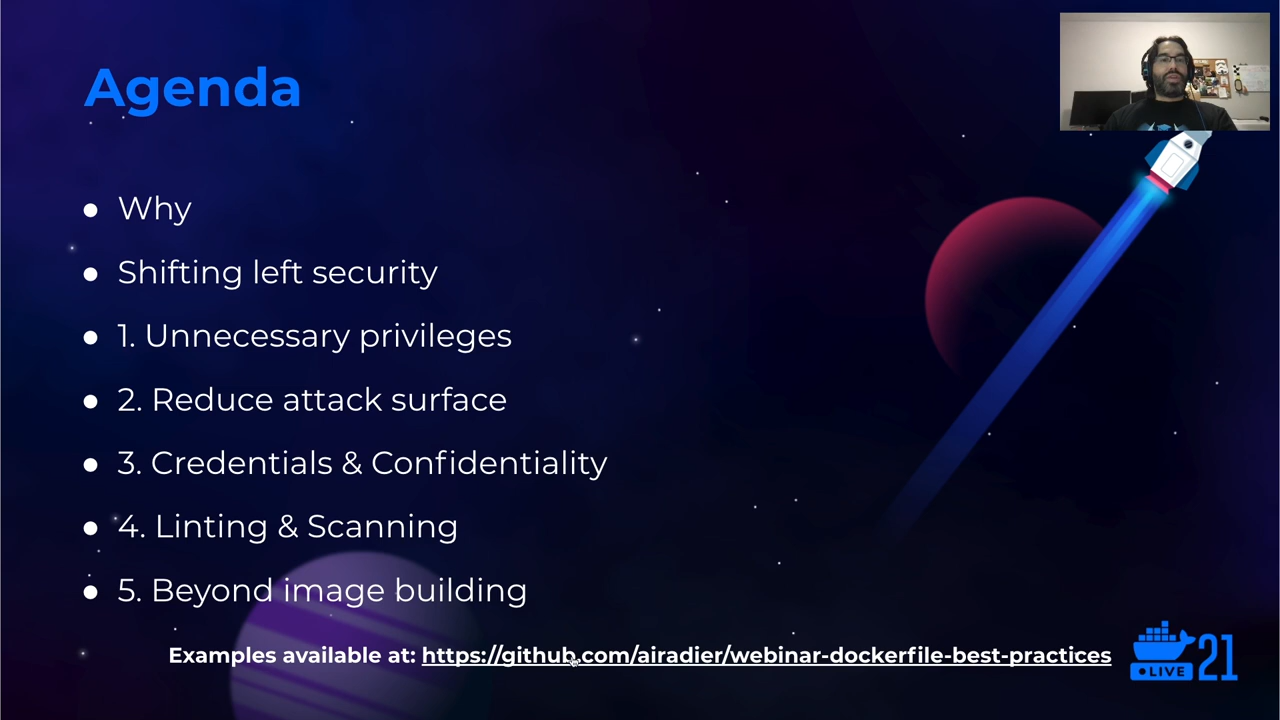 Agenda
● Why
● Shifting left security
● 1. Unnecessary privileges
● 2. Reduce attack surface
● 3. Credentials & Confidentiality
● 4. Linting & Scanning
● 5. Beyond image building
Examples available at: https://github.com/airadier/webinar-dockerfile-best-practices
LIVE 21